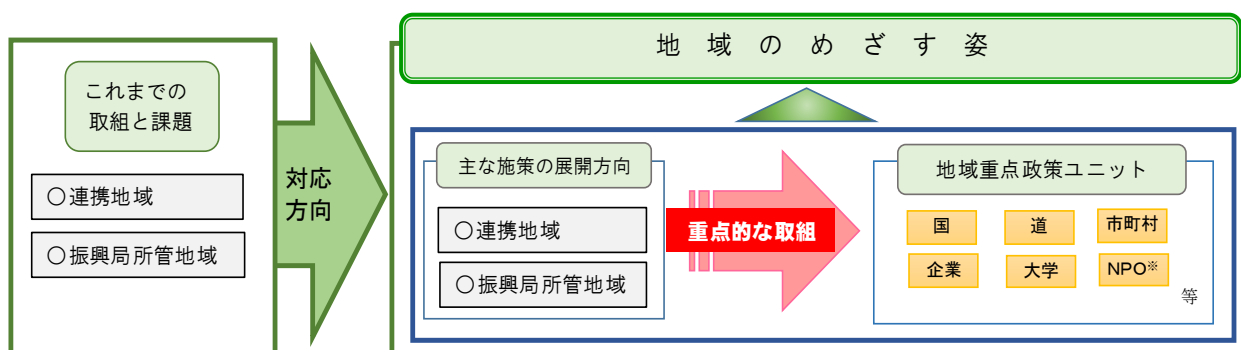 地域のめざす姿
これまでの
取組と課題
○連携地域
○振興局所管地域
対応
方向
主な施策の展開方向
○連携地域
○振興局所管地域
重点的な取組
地域重点政策ユニット
国
道
市町村
企業
大学
NPO※
等